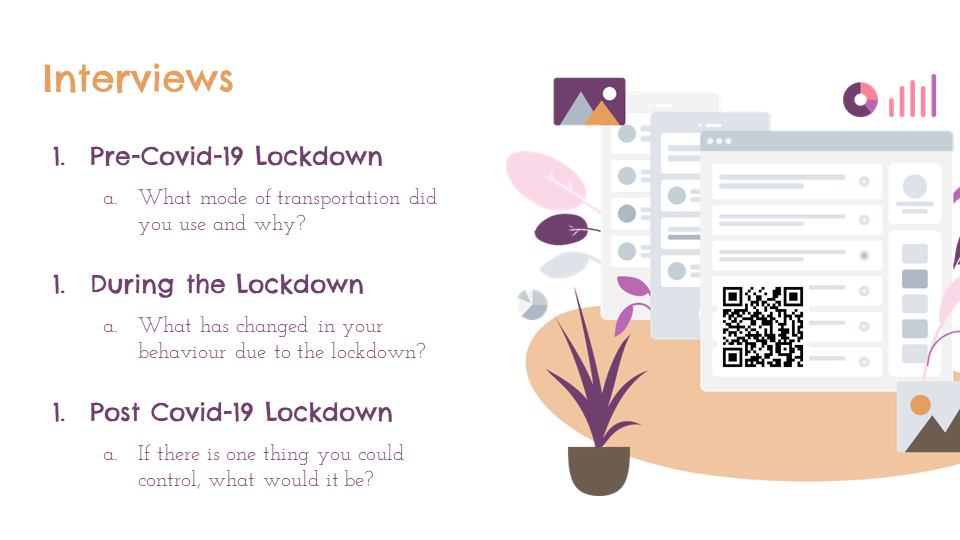 Interviews
1. Pre-Covid-19 Lockdown
a. What mode of transportation did
you use and why?
1. During the Lockdown
a. What has changed in your
behaviour due to the lockdown?
1. Post Covid-19 Lockdown
a. If there is one thing you could
control, what would it be?